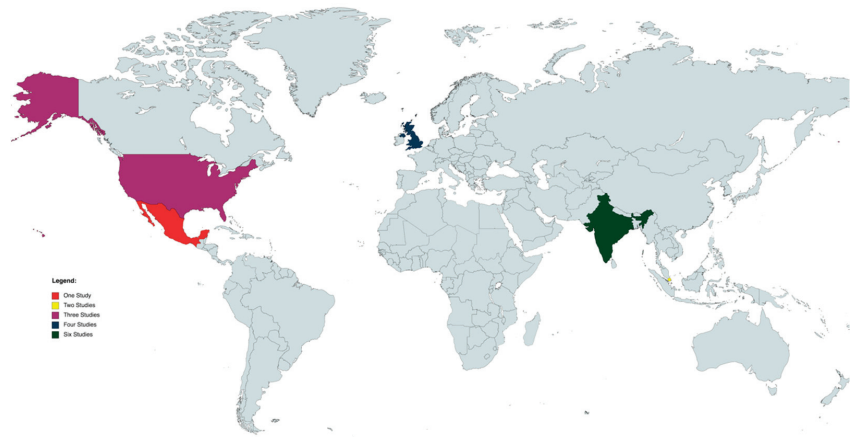 Legend:
One Study
Two Studies
Three Studies
Four Studies
Six Studies